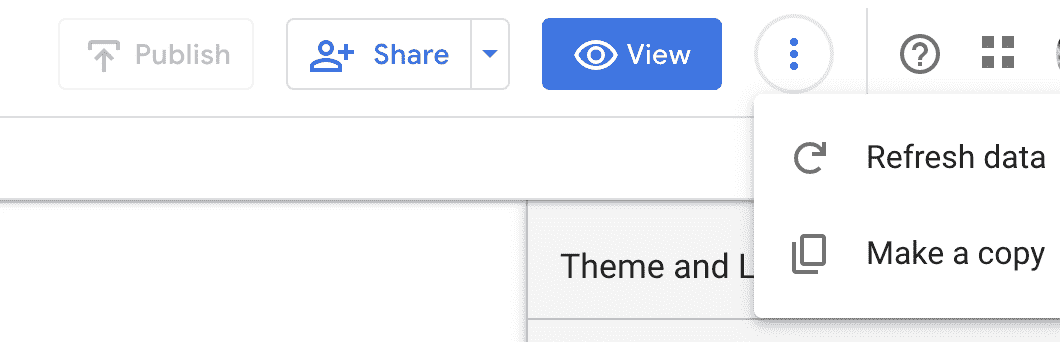 Publish
Share
View
Refresh data
Make a copy
Theme and L